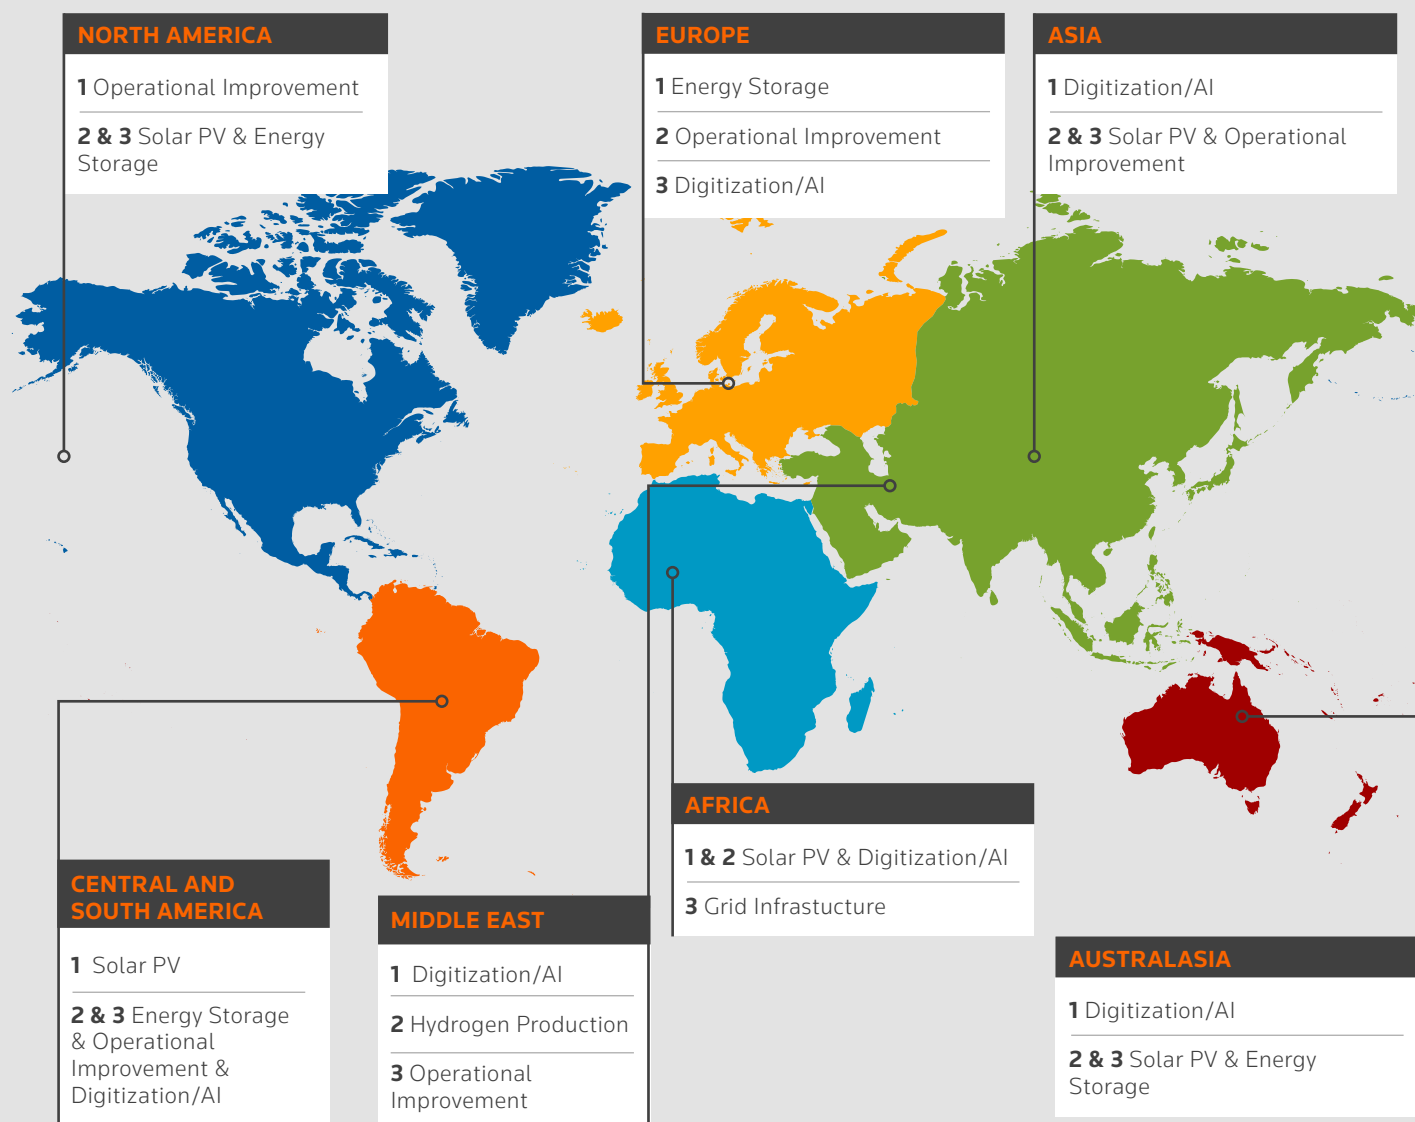 NORTH AMERICA
1 Operational Improvement
2 & 3 Solar PV & Energy
Storage
EUROPE
1 Energy Storage
2 Operational Improvement
3 Digitization/AI
ASIA
1 Digitization/AI
2 & 3 Solar PV & Operational
Improvement
CENTRAL AND
SOUTH AMERICA
1 Solar PV
2 & 3 Energy Storage
& Operational
Improvement &
Digitization/AI
MIDDLE EAST
1 Digitization/AI
2 Hydrogen Production
3 Operational
Improvement
AFRICA
1 & 2 Solar PV & Digitization/AI
3 Grid Infrastucture
AUSTRALASIA
1 Digitization/AI
2 & 3 Solar PV & Energy
Storage